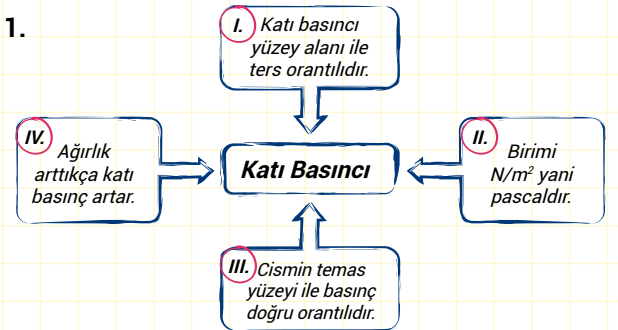 1.
I. Katı basıncı
yüzey alanı ile
ters orantılıdır.
IV.
Ağırlık
arttıkça katı
basınç artar.
Katı Basıncı
II.
Birimi
N/m² yani
pascaldır.
III. Cismin temas
yüzeyi ile basınç
doğru orantılıdır.